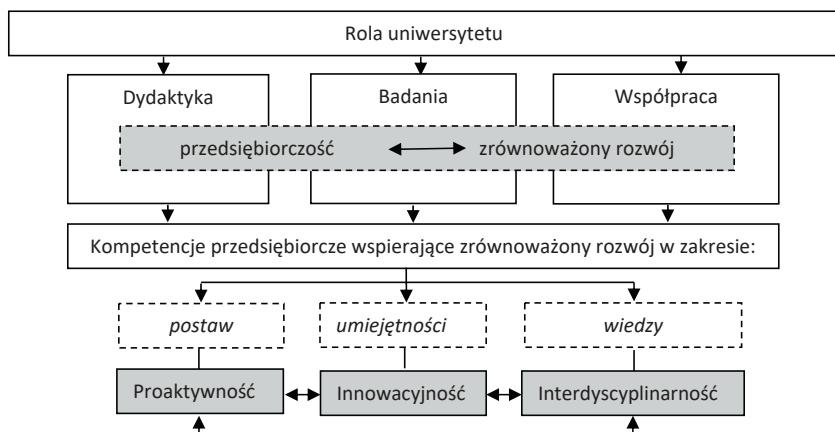 Rola uniwersytetu
Dydaktyka Badania Współpraca
przedsiębiorczość zrównoważony rozwój
Kompetencje przedsiębiorcze wspierające zrównoważony rozwój w zakresie:
postaw umiejętności wiedzy
Proaktywność Innowacyjność Interdyscyplinarność